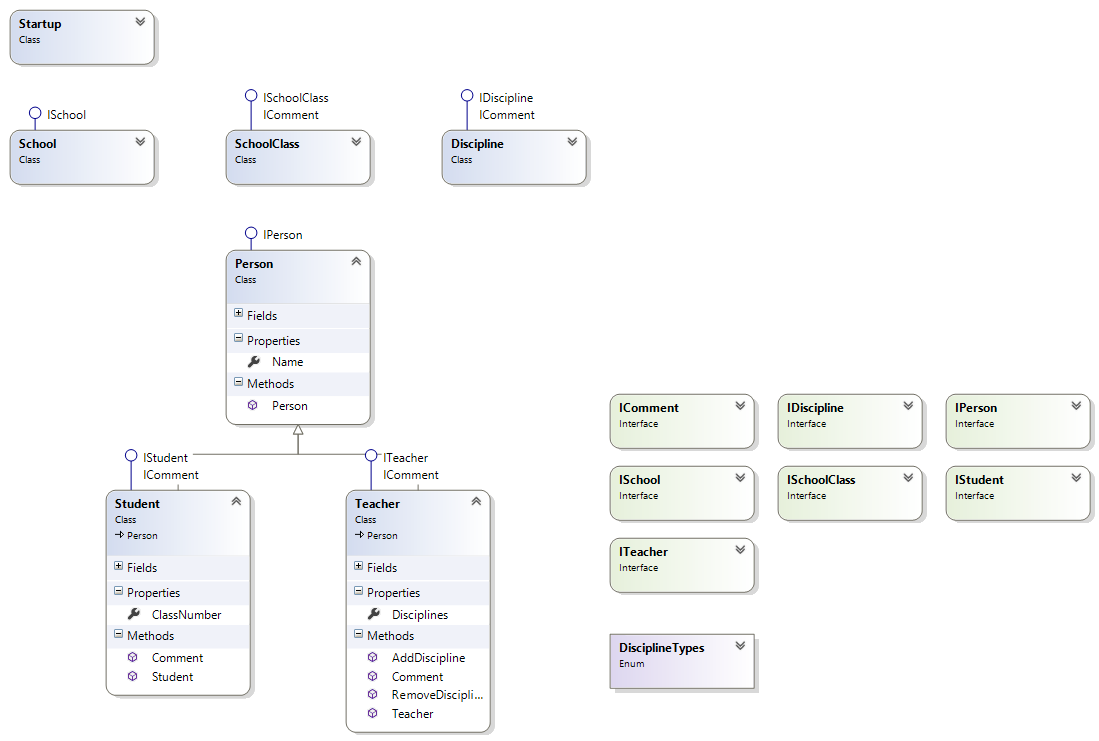 Startup
Class
ISchool
School
Class
ISchoolClass
IComment
SchoolClass
Class
IDiscipline
IComment
Discipline
Class
IPerson
Person
Class
Fields
Properties
Name
Methods
Person
IStudent
IComment
Student
Class
Person
Fields
Properties
ClassNumber
Methods
Comment
Student
ITeacher
IComment
Teacher
Class
Person
Fields
Properties
Disciplines
Methods
AddDiscipline
Comment
RemoveDiscipli...
Teacher
IComment
Interface
IDiscipline
Interface
IPerson
Interface
ISchool
Interface
ISchoolClass
Interface
IStudent
Interface
ITeacher
Interface
DisciplineTypes
Enum